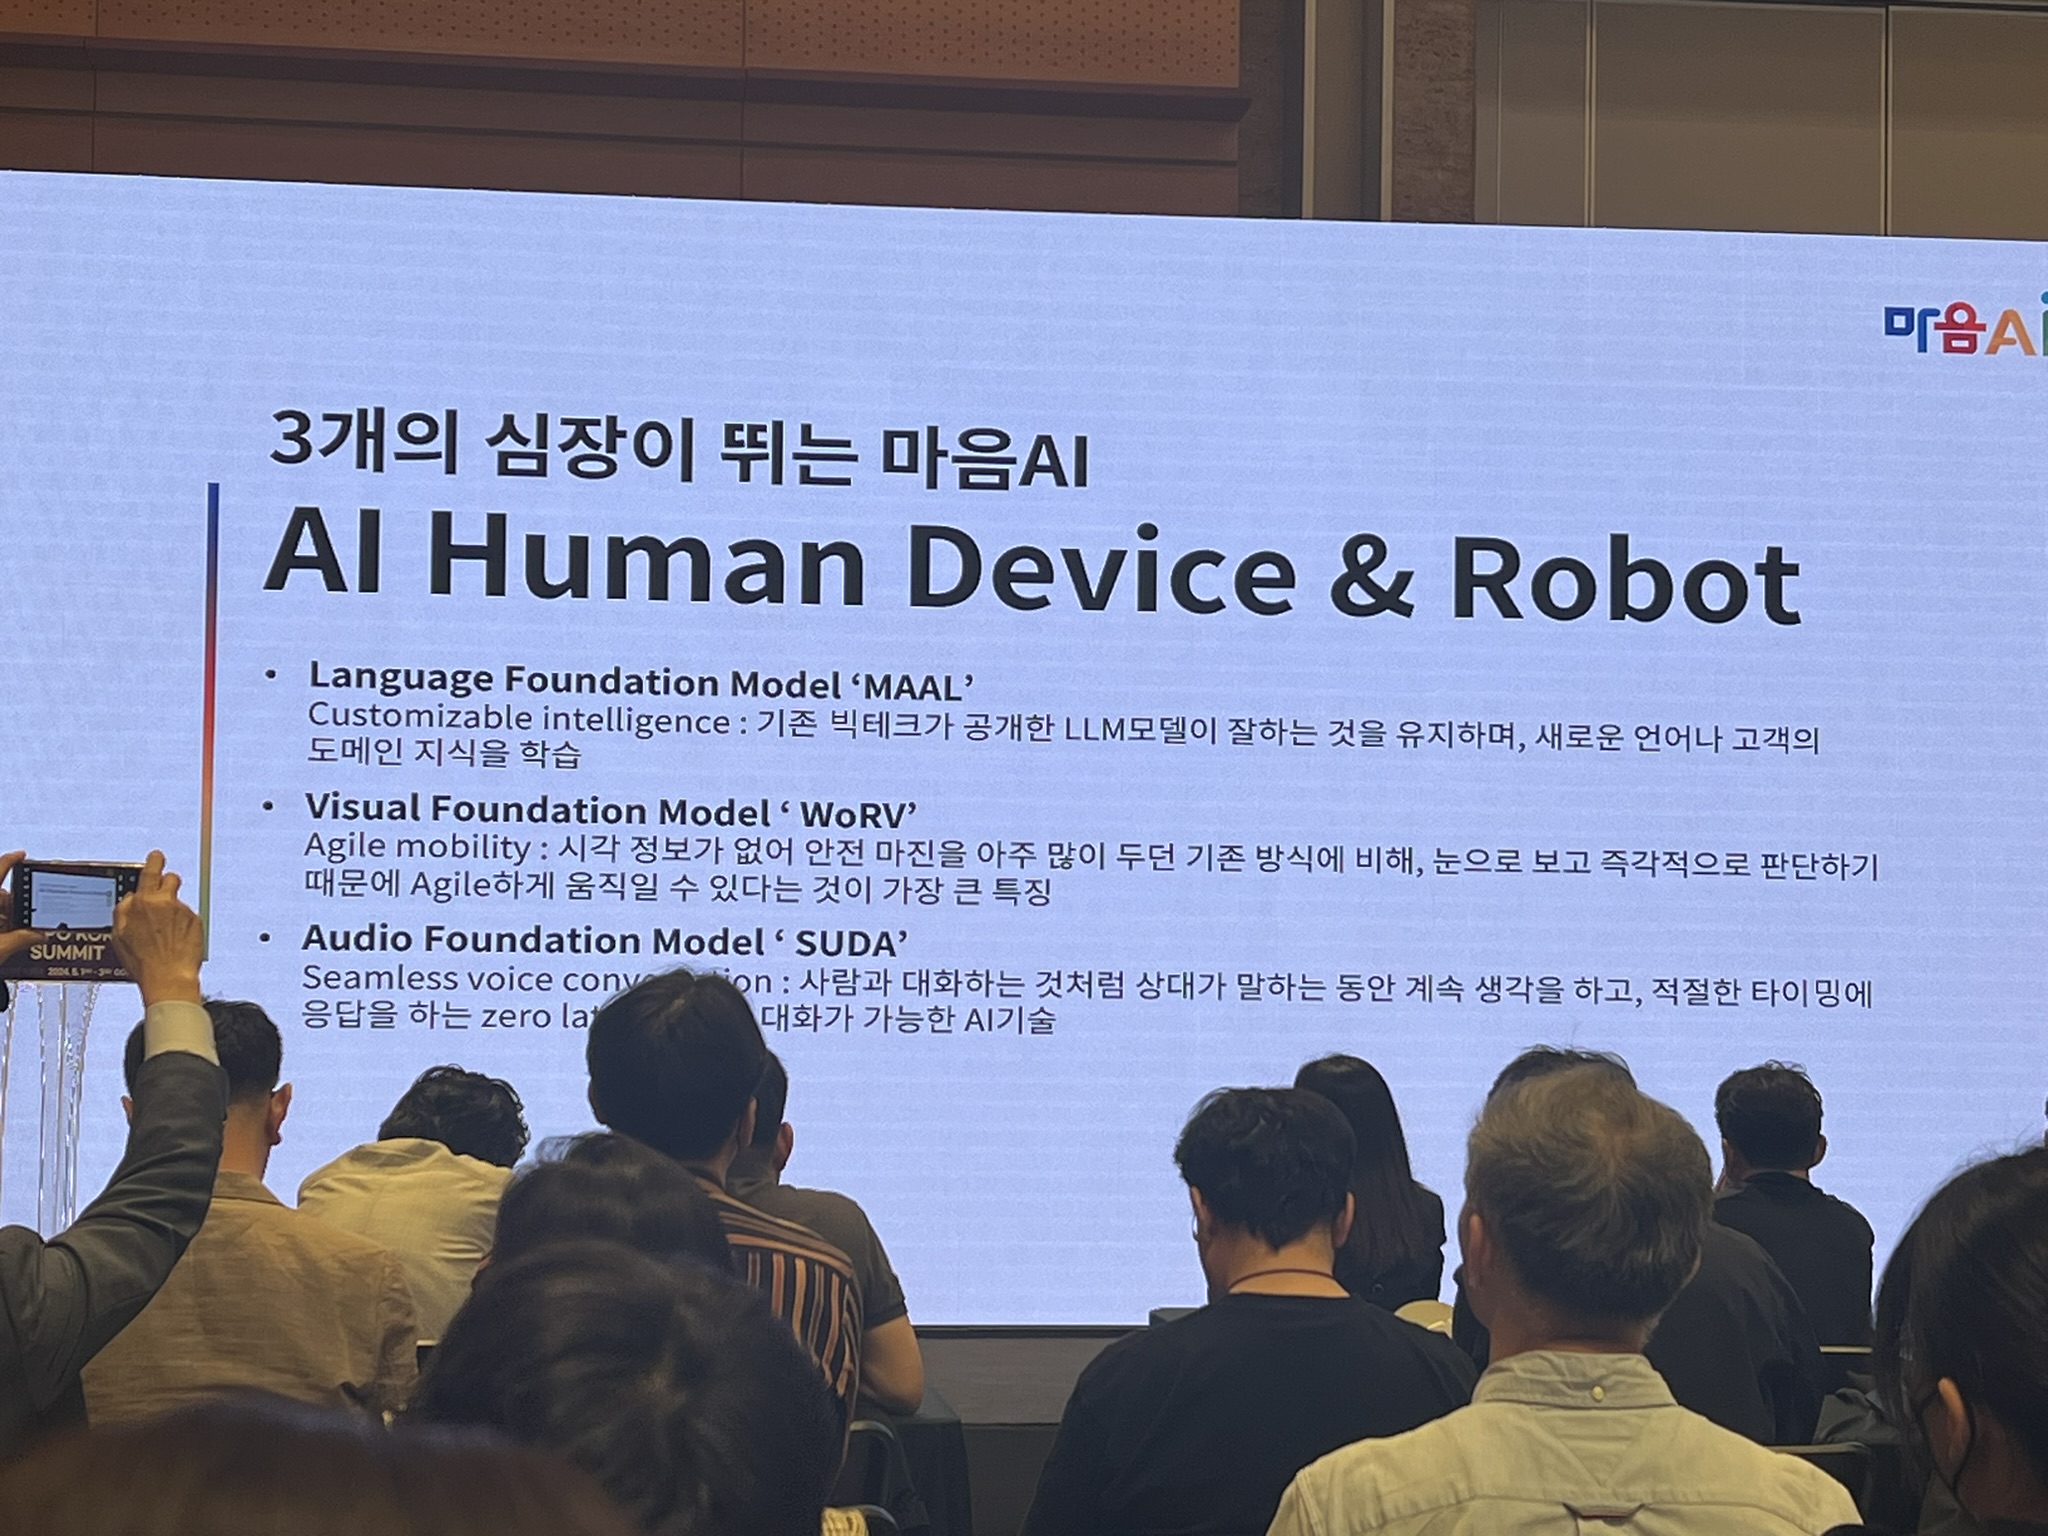 마음AI
3개의 심장이 뛰는 마음AI
AI Human Device & Robot
• Language Foundation Model ‘MAAL’
Customizable intelligence : 기존 빅테크가 공개한 LLM모델이 잘하는 것을 유지하며, 새로운 언어나 고객의
도메인 지식을 학습
• Visual Foundation Model ‘ WoRV’
Agile mobility : 시각 정보가 없어 안전 마진을 아주 많이 두던 기존 방식에 비해, 눈으로 보고 즉각적으로 판단하기
때문에 Agile하게 움직일 수 있다는 것이 가장 큰 특징
• Audio Foundation Model ‘ SUDA’
Seamless voice : 사람과 대화하는 것처럼 상대가 말하는 동안 계속 생각을 하고, 적절한 타이밍에
응답을 하는 zero 대화가 가능한 AI기술
SUMMIT